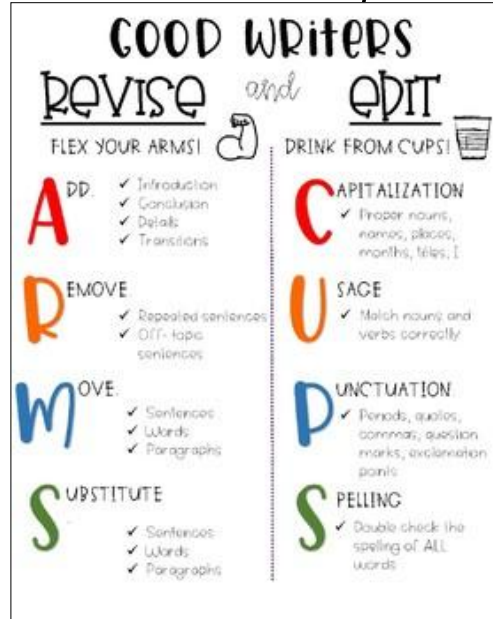 GOOD WRITERS
REVISE and EDIT
FLEX YOUR ARMS!
ADD
✓ Introduction
✓ Conclusion
✓ Details
✓ Transitions
REMOVE
✓ Repeated sentences
✓ Off-topic
sentences
MOVE
✓ Sentences
✓ Words
✓ Paragraphs
SUBSTITUTE
✓ Sentences
✓ Words
✓ Paragraphs
DRINK FROM CUPS!
CAPITALIZATION
✓ Proper nouns,
names, places,
months, titles, I
USAGE
✓ Match nouns and
verbs correctly
PUNCTUATION
✓ Periods, quotes,
commas, question
marks, exclamation
points
SPELLING
✓ Double check the
spelling of ALL
words